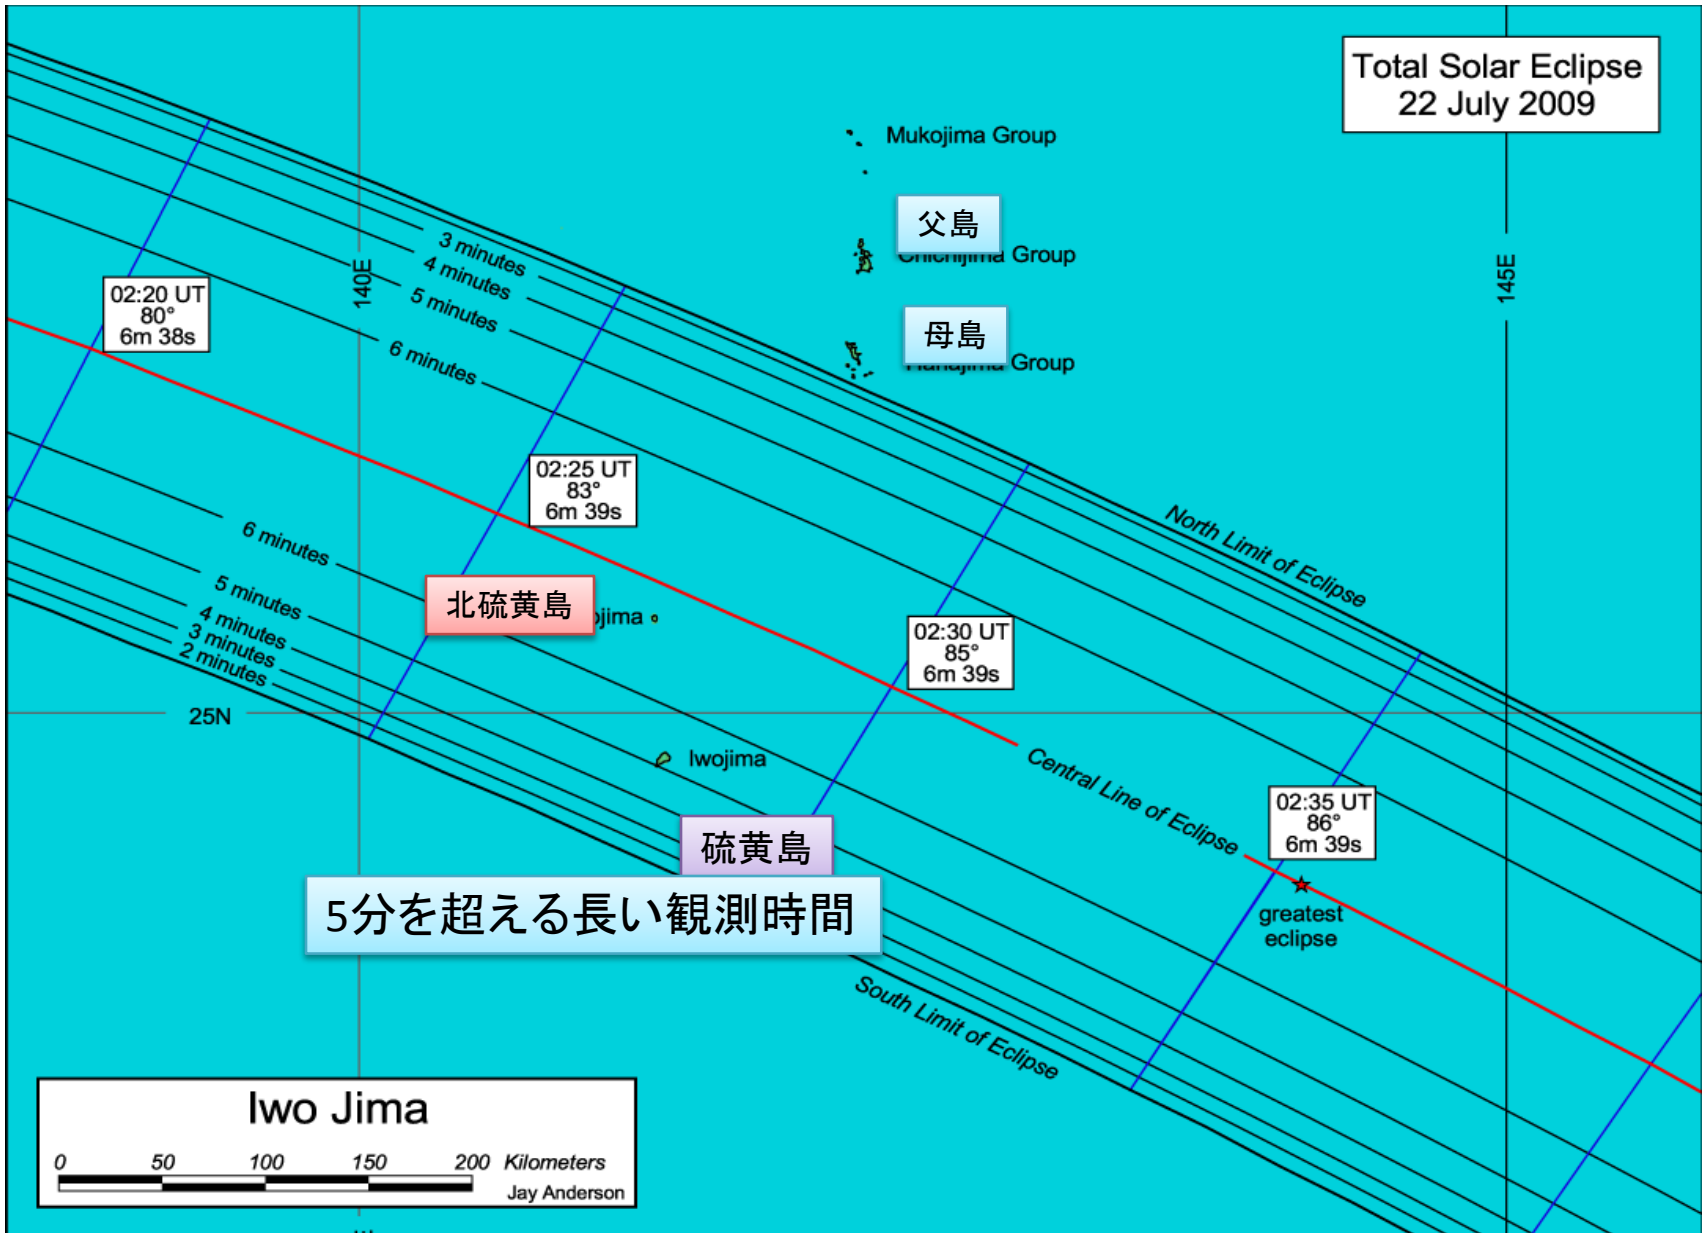 Total Solar Eclipse
22 July 2009
Mukojima Group
父島
Chichijima Group
母島
Hahajima Group
140E
145E
3 minutes
4 minutes
5 minutes
6 minutes
02:20 UT
80°
6m 38s
02:25 UT
83°
6m 39s
North Limit of Eclipse
6 minutes
5 minutes
4 minutes
3 minutes
2 minutes
北硫黄島
ojima
02:30 UT
85°
6m 39s
25N
Iwojima
Central Line of Eclipse
02:35 UT
86°
6m 39s
硫黄島
5分を超える長い観測時間
greatest
eclipse
South Limit of Eclipse
Iwo Jima
0 50 100 150 200 Kilometers
Jay Anderson